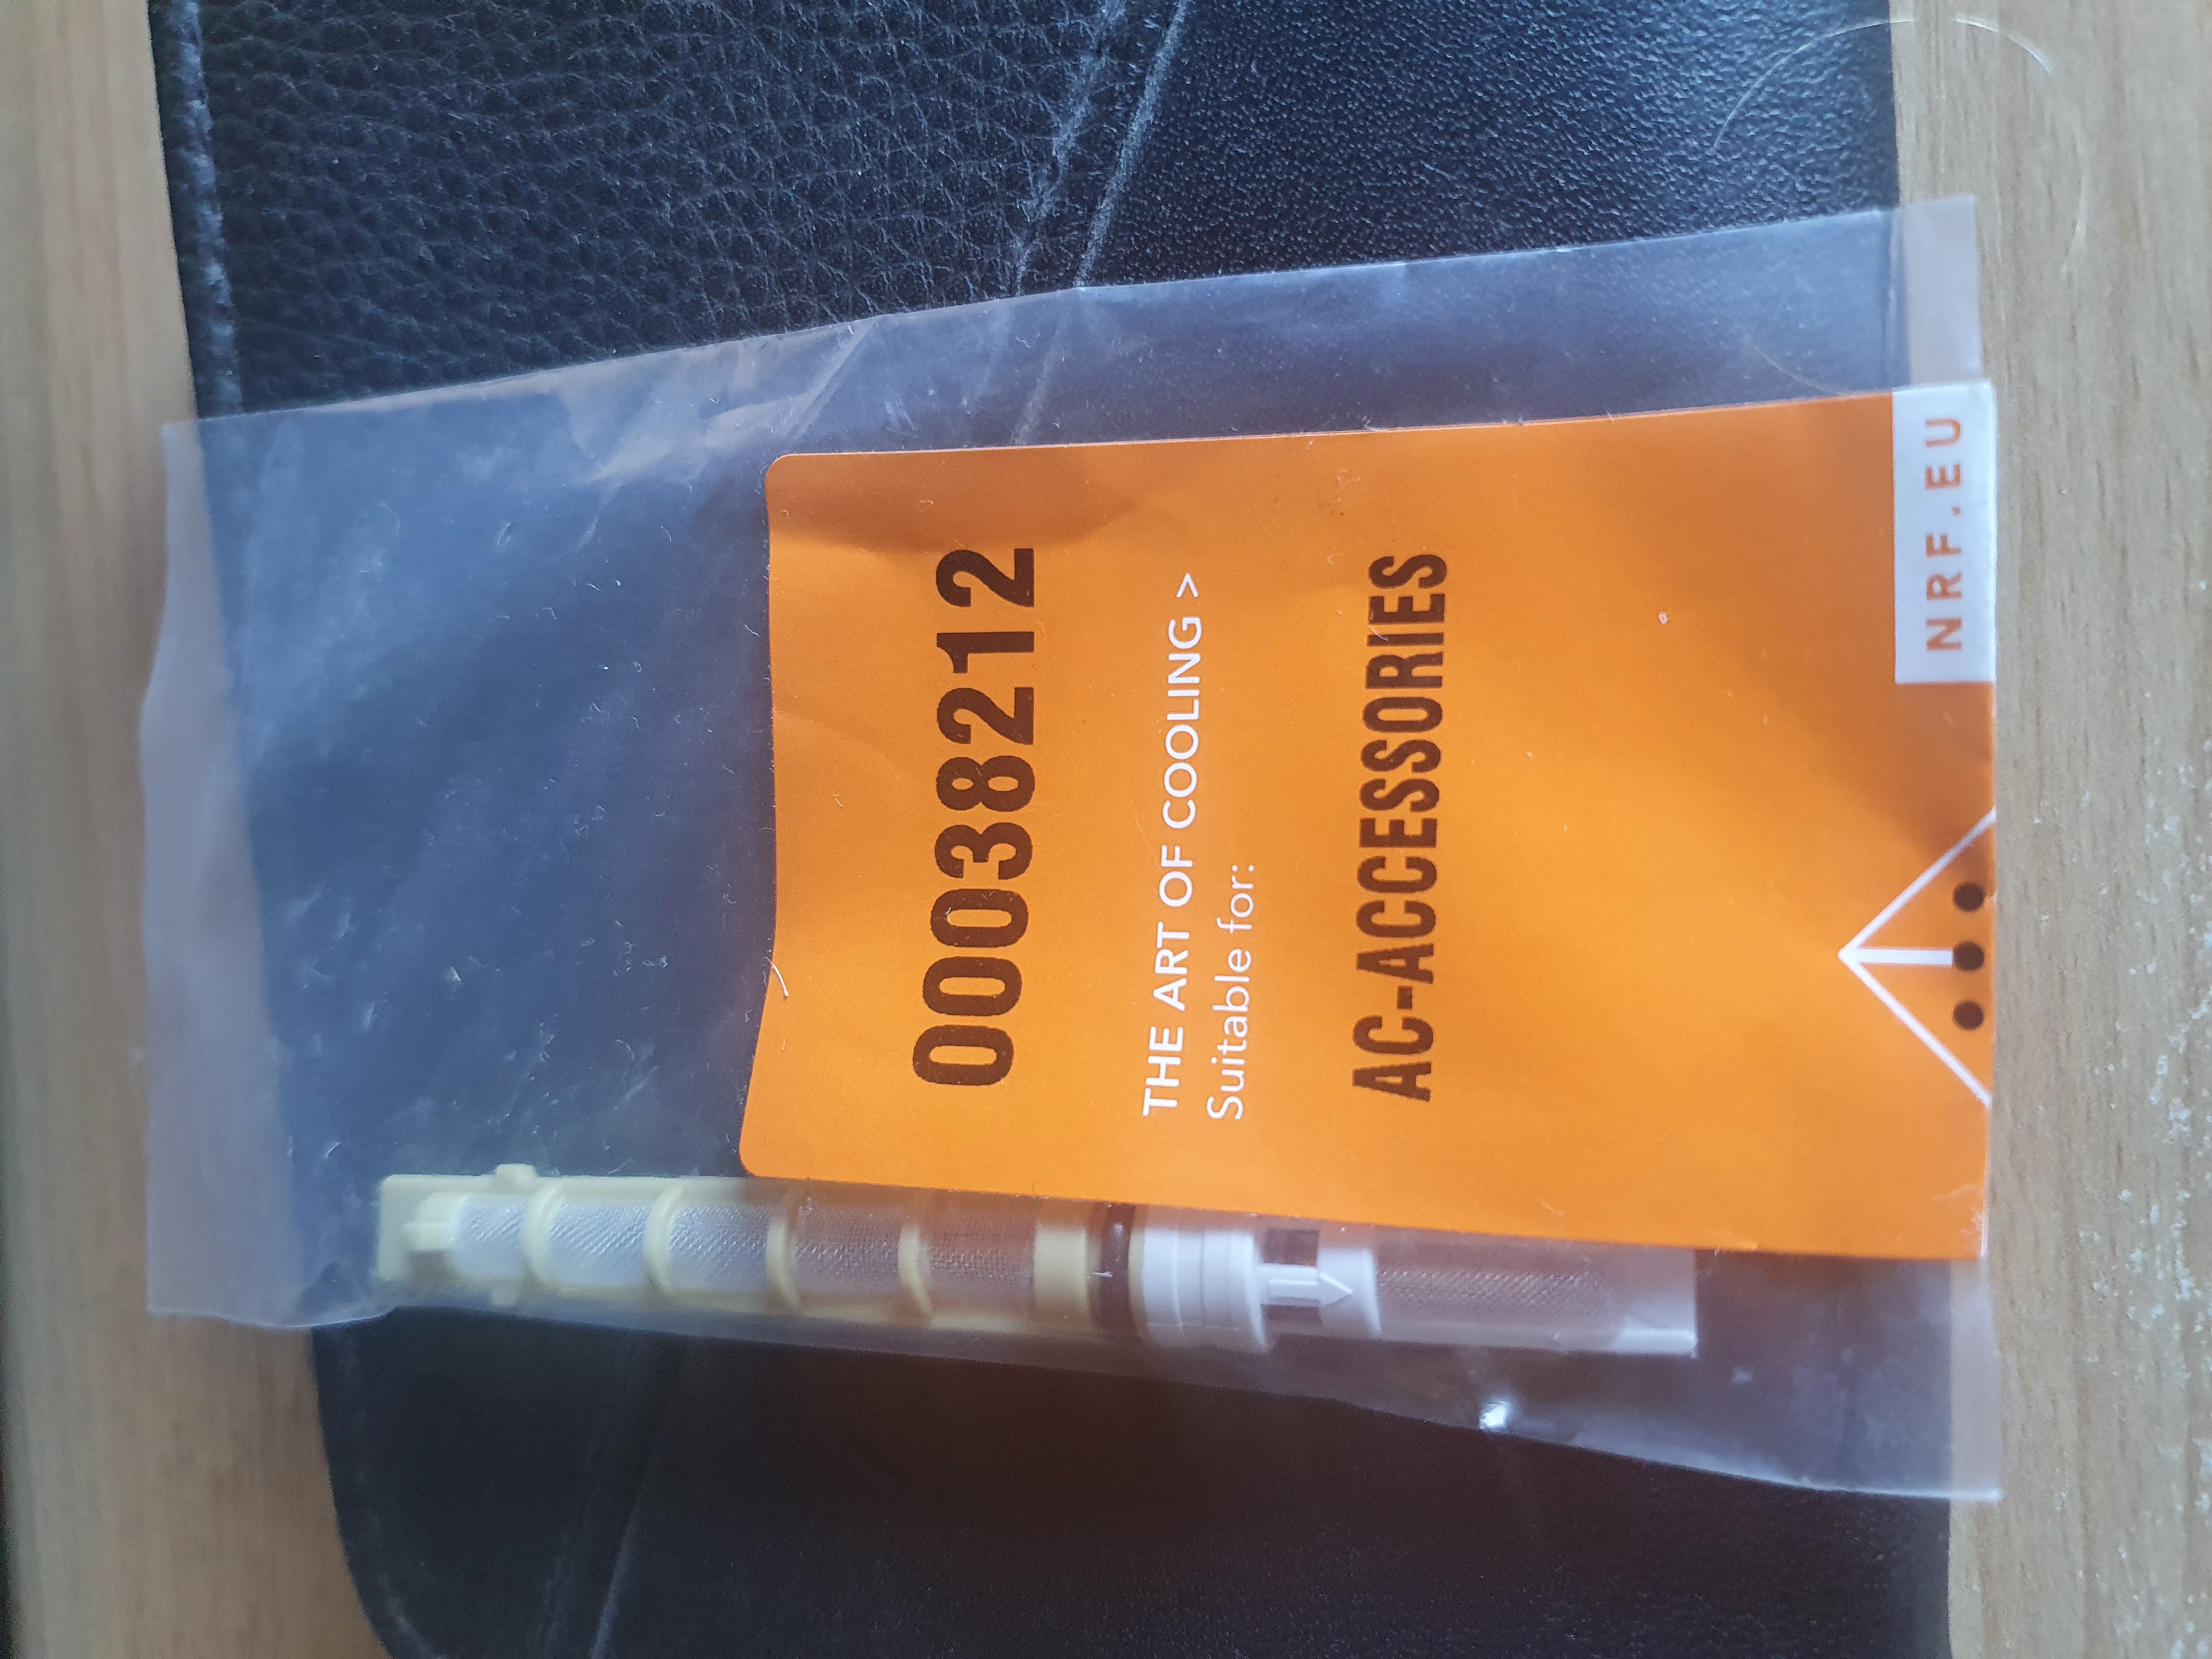 00038212
THE ART OF COOLING >
Suitable for:
AC-ACCESSORIES
NRF.EU